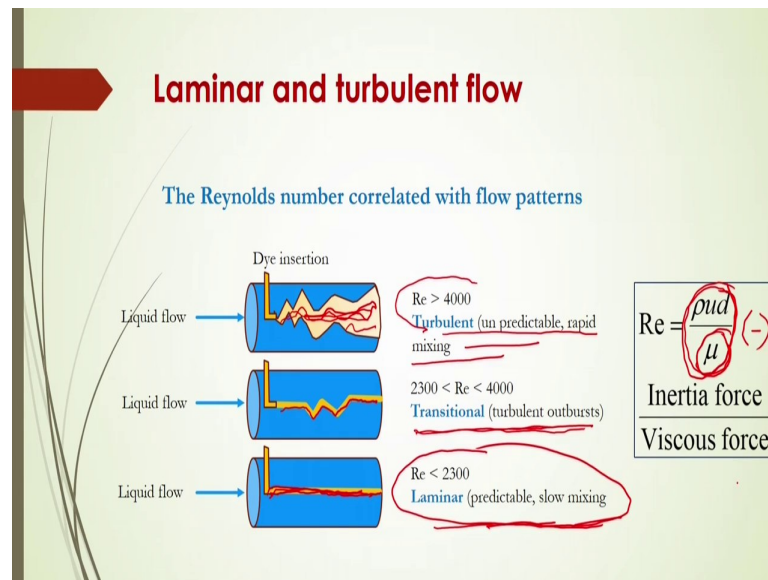 Laminar and turbulent flow
The Reynolds number correlated with flow patterns
Dye insertion
Liquid flow
Re > 4000
Turbulent (un predictable, rapid
mixing
Liquid flow
2300 < Re < 4000
Transitional (turbulent outbursts)
Liquid flow
Re < 2300
Laminar (predictable, slow mixing
Re = ρud/μ (-)
Inertia force
Viscous force